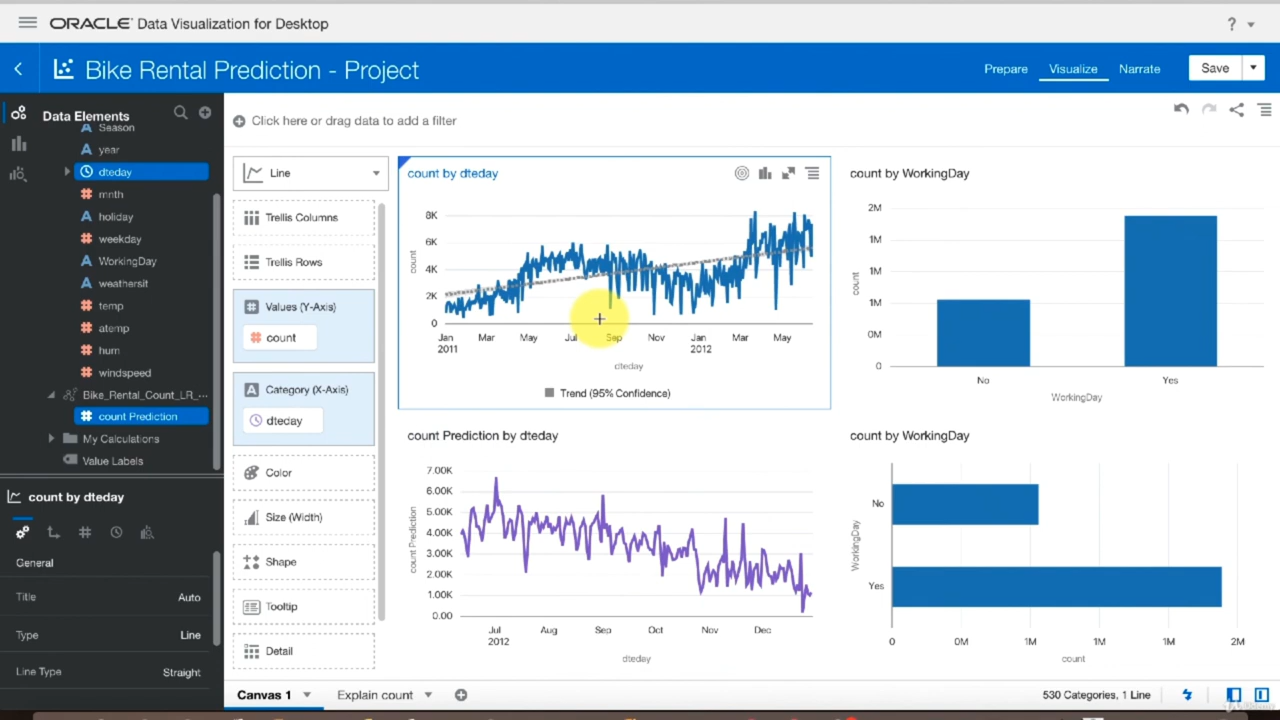 ORACLE® Data Visualization for Desktop
?
Bike Rental Prediction - Project
Prepare
Visualize
Narrate
Save
Data Elements
Season
year
dteday
mnth
holiday
weekday
WorkingDay
weathersit
temp
atemp
hum
windspeed
Bike_Rental_Count_LR_...
count Prediction
My Calculations
Value Labels
count by dteday
General
Title Auto
Type Line
Line Type Straight
Click here or drag data to add a filter
Line
Trellis Columns
Trellis Rows
Values (Y-Axis)
count
Category (X-Axis)
dteday
Color
Size (Width)
Shape
Tooltip
Detail
count by dteday
8K
6K
4K
2K
0
count
Jan Mar May Jul Sep Nov Jan Mar May
2011 2012
dteday
Trend (95% Confidence)
count by WorkingDay
2M
1M
1M
1M
0M
0
count
No Yes
WorkingDay
count Prediction by dteday
7.00K
6.00K
5.00K
4.00K
3.00K
2.00K
1.00K
0.00
count Prediction
Jul Aug Sep Oct Nov Dec
2012
dteday
count by WorkingDay
No
Yes
WorkingDay
0 0M 1M 1M 1M 2M
count
Canvas 1
Explain count
530 Categories, 1 Line